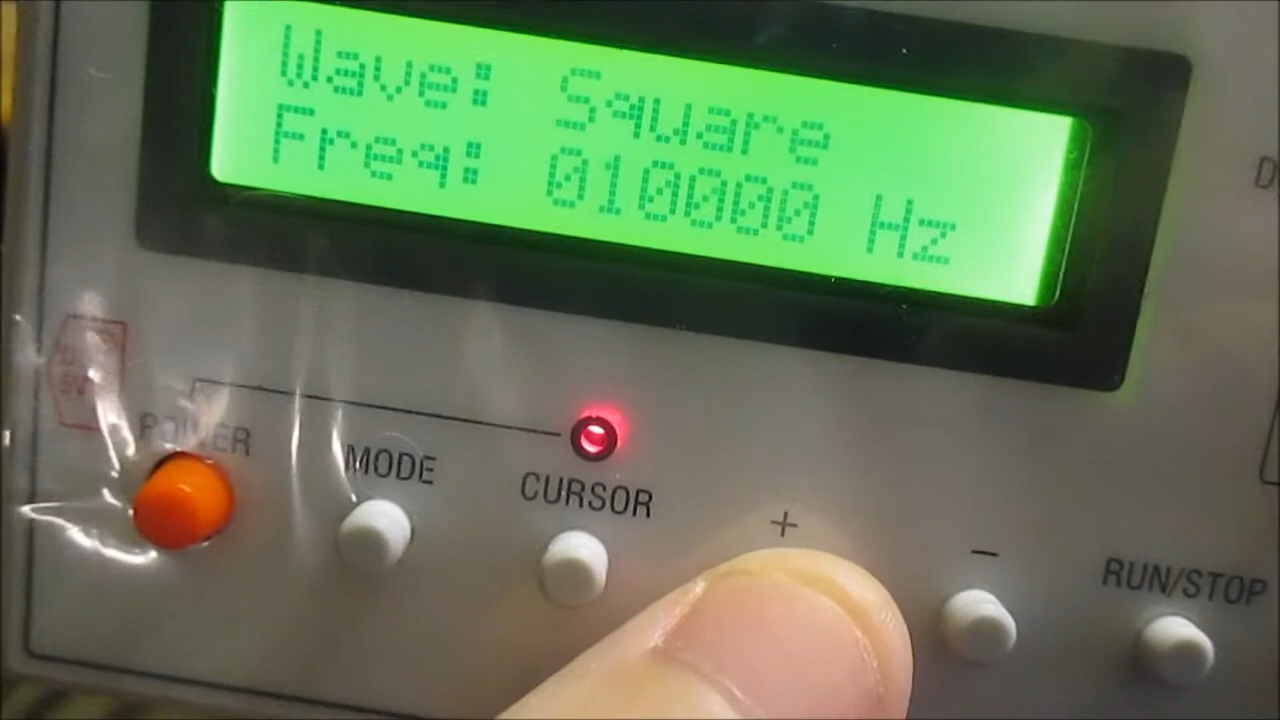 Wave: Square
Freq: 010000 Hz
POWER
MODE
CURSOR
+
−
RUN/STOP